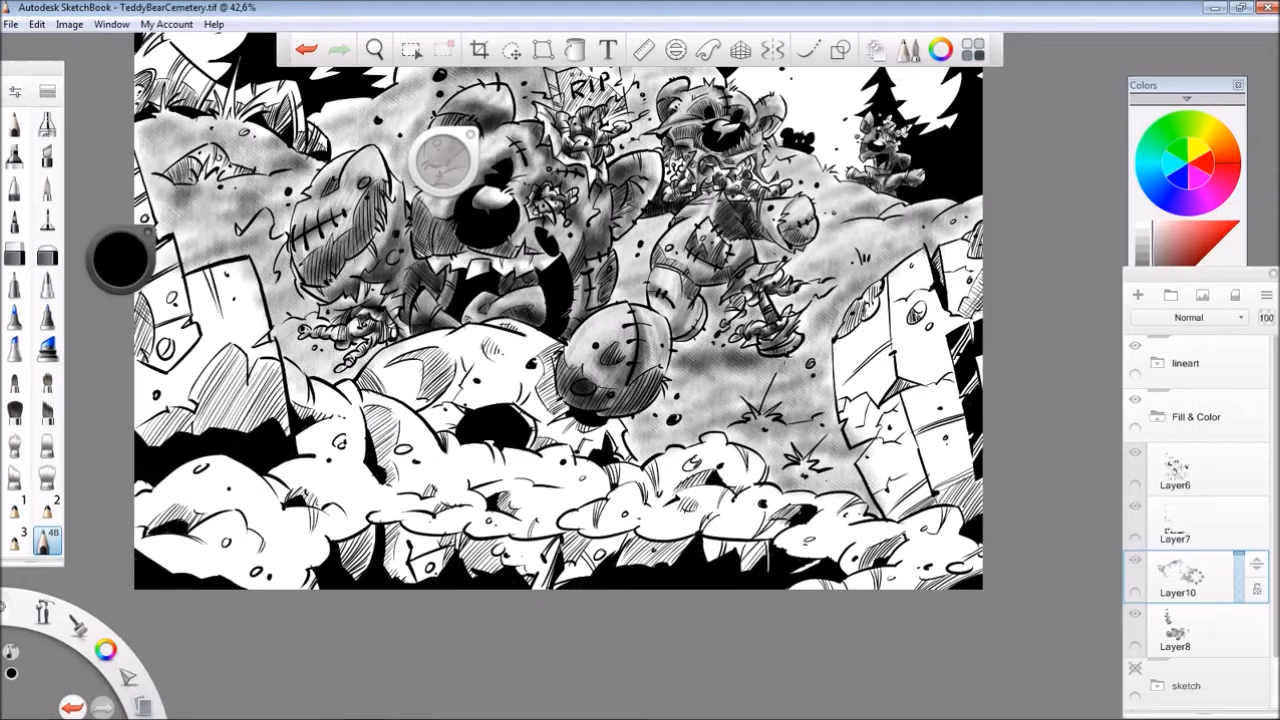 Autodesk SketchBook - TeddyBearCemetery.tif @ 42,6%
File Edit Image Window My Account Help
T
RIP
Colors
Normal
100
lineart
Fill & Color
Layer6
Layer7
Layer10
Layer8
sketch
1
2
3
4B